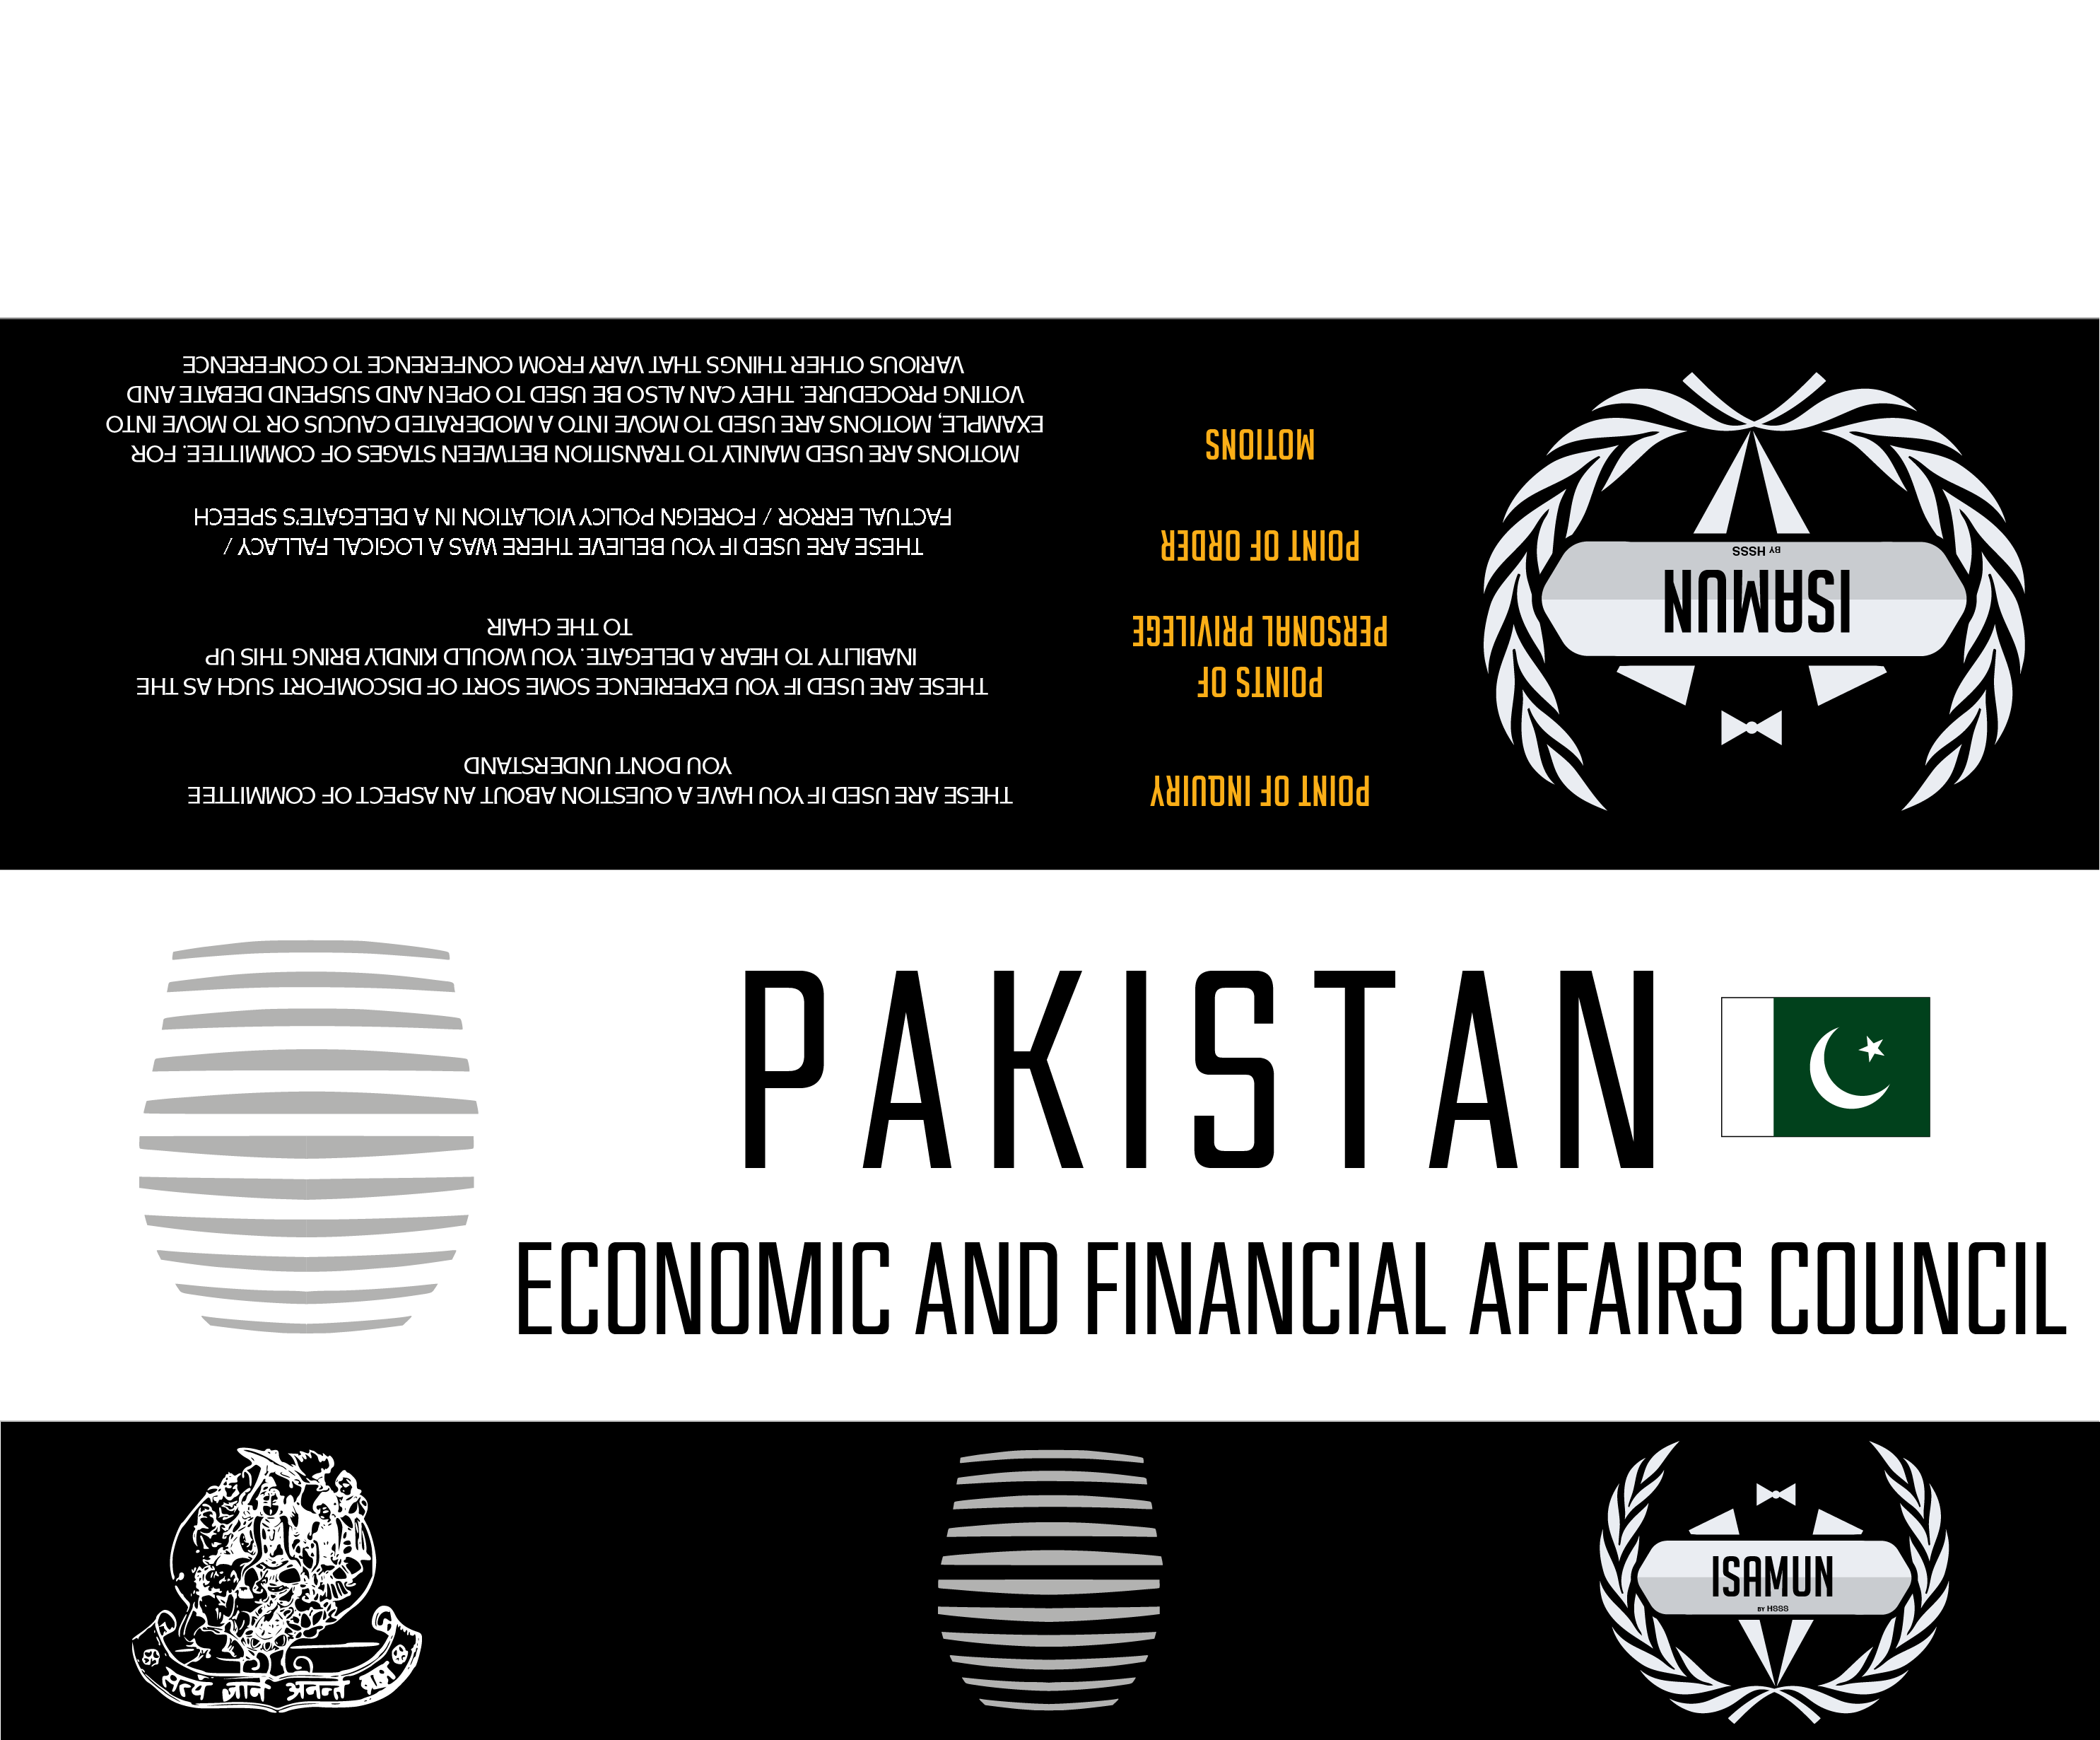 ISAMUN
BY HSSS
POINT OF INQUIRY
THESE ARE USED IF YOU HAVE A QUESTION ABOUT AN ASPECT OF COMMITTEE
YOU DON'T UNDERSTAND
POINTS OF
PERSONAL PRIVILEGE
THESE ARE USED IF YOU EXPERIENCE SOME SORT OF DISCOMFORT SUCH AS THE
INABILITY TO HEAR A DELEGATE. YOU WOULD KINDLY BRING THIS UP
TO THE CHAIR
POINT OF ORDER
THESE ARE USED IF YOU BELIEVE THERE WAS A LOGICAL FALLACY /
FACTUAL ERROR / FOREIGN POLICY VIOLATION IN A DELEGATE'S SPEECH
MOTIONS
MOTIONS ARE USED MAINLY TO TRANSITION BETWEEN STAGES OF COMMITTEE. FOR
EXAMPLE, MOTIONS ARE USED TO MOVE INTO A MODERATED CAUCUS OR TO MOVE INTO
VOTING PROCEDURE. THEY CAN ALSO BE USED TO OPEN AND SUSPEND DEBATE AND
VARIOUS OTHER THINGS THAT VARY FROM CONFERENCE TO CONFERENCE
PAKISTAN
ECONOMIC AND FINANCIAL AFFAIRS COUNCIL
सत्यं ज्ञानं अनन्तं
ISAMUN
BY HSSS